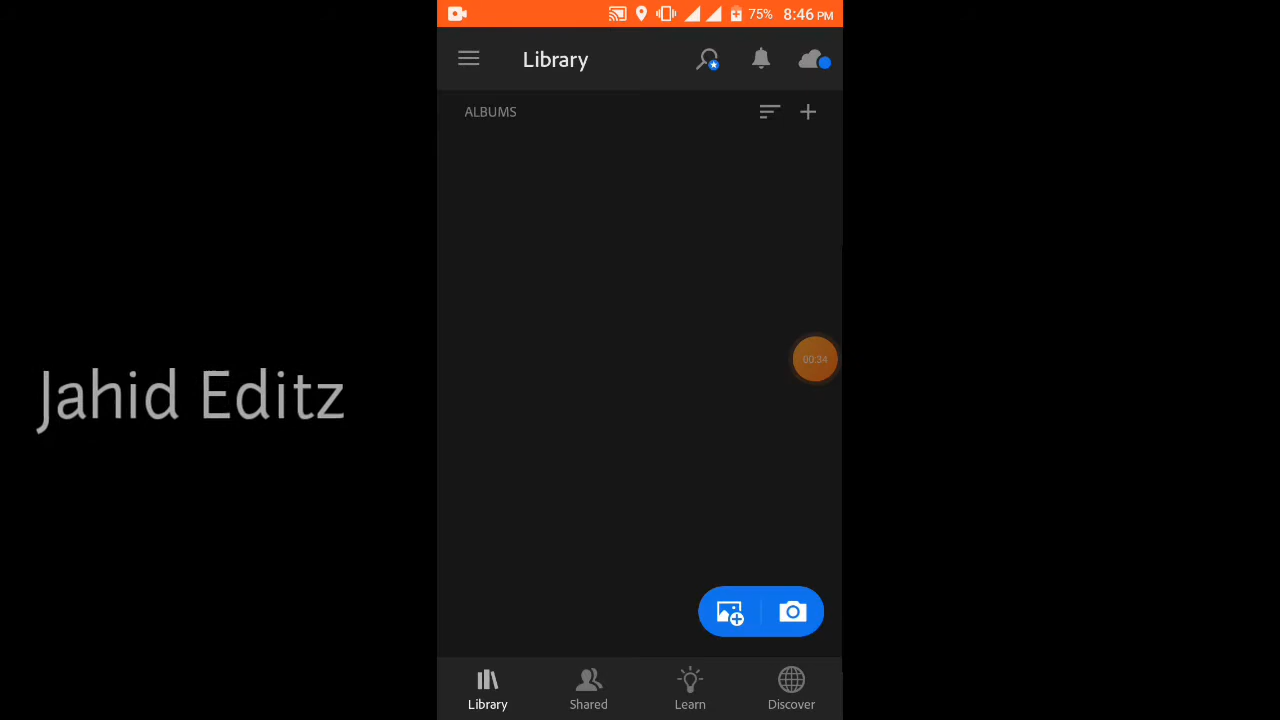 75% 8:46 PM
Library
ALBUMS
00:34
Jahid Editz
Library
Shared
Learn
Discover